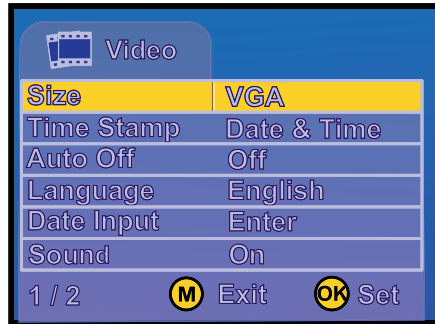 Video
Size VGA
Time Stamp Date & Time
Auto Off Off
Language English
Date Input Enter
Sound On
1 / 2 M Exit OK Set